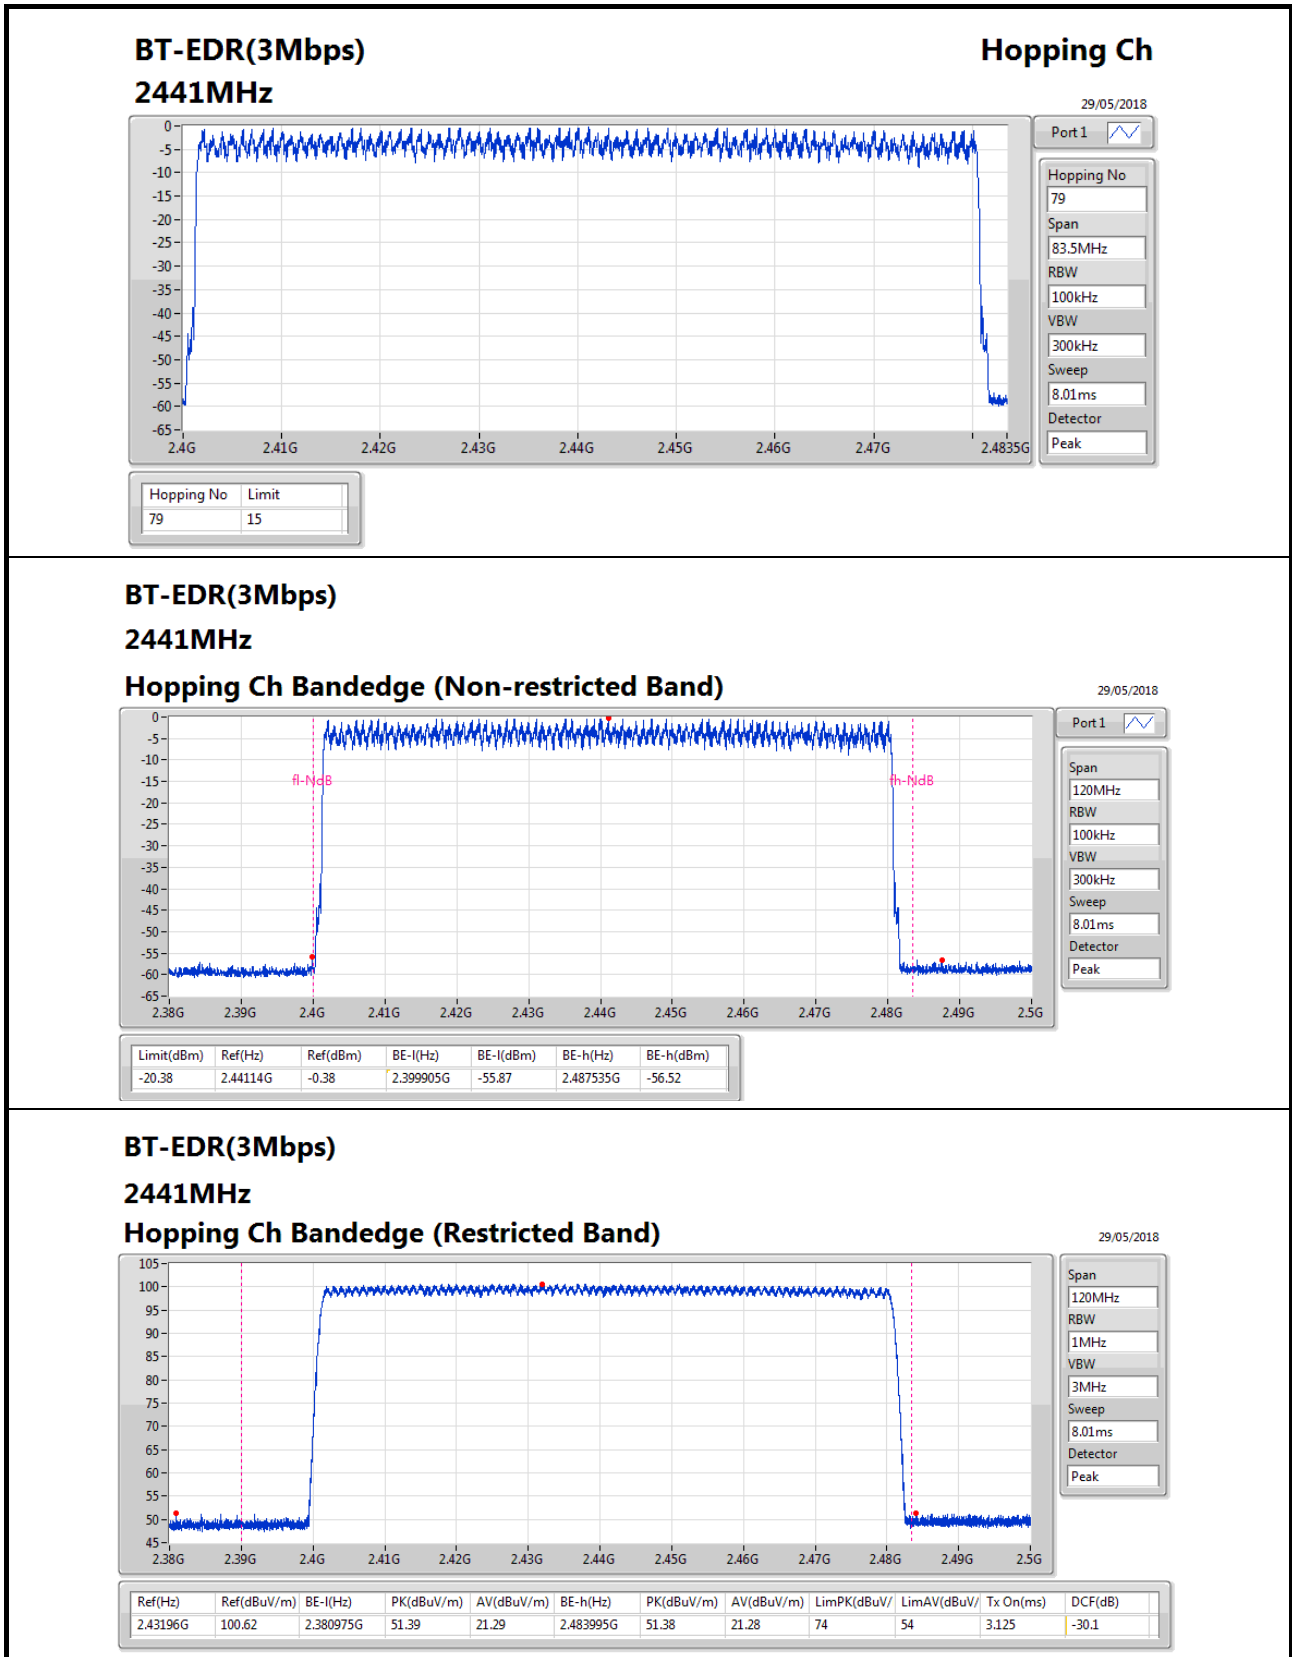 BT-EDR(3Mbps)
Hopping Ch
2441MHz
29/05/2018
0
-5
-10
-15
-20
-25
-30
-35
-40
-45
-50
-55
-60
-65
2.4G 2.41G 2.42G 2.43G 2.44G 2.45G 2.46G 2.47G 2.4835G
Port 1
Hopping No
79
Span
83.5MHz
RBW
100kHz
VBW
300kHz
Sweep
8.01ms
Detector
Peak
Hopping No Limit
79 15
BT-EDR(3Mbps)
2441MHz
Hopping Ch Bandedge (Non-restricted Band)
29/05/2018
0
-5
-10
-15
-20
-25
-30
-35
-40
-45
-50
-55
-60
-65
fl-NdB fh-NdB
2.38G 2.39G 2.4G 2.41G 2.42G 2.43G 2.44G 2.45G 2.46G 2.47G 2.48G 2.49G 2.5G
Port 1
Span
120MHz
RBW
100kHz
VBW
300kHz
Sweep
8.01ms
Detector
Peak
Limit(dBm) Ref(Hz) Ref(dBm) BE-l(Hz) BE-l(dBm) BE-h(Hz) BE-h(dBm)
-20.38 2.44114G -0.38 2.399905G -55.87 2.487535G -56.52
BT-EDR(3Mbps)
2441MHz
Hopping Ch Bandedge (Restricted Band)
29/05/2018
105
100
95
90
85
80
75
70
65
60
55
50
45
2.38G 2.39G 2.4G 2.41G 2.42G 2.43G 2.44G 2.45G 2.46G 2.47G 2.48G 2.49G 2.5G
Span
120MHz
RBW
1MHz
VBW
3MHz
Sweep
8.01ms
Detector
Peak
Ref(Hz) Ref(dBuV/m) BE-l(Hz) PK(dBuV/m) AV(dBuV/m) BE-h(Hz) PK(dBuV/m) AV(dBuV/m) LimPK(dBuV/ LimAV(dBuV/ Tx On(ms) DCF(dB)
2.43196G 100.62 2.380975G 51.39 21.29 2.483995G 51.38 21.28 74 54 3.125 -30.1